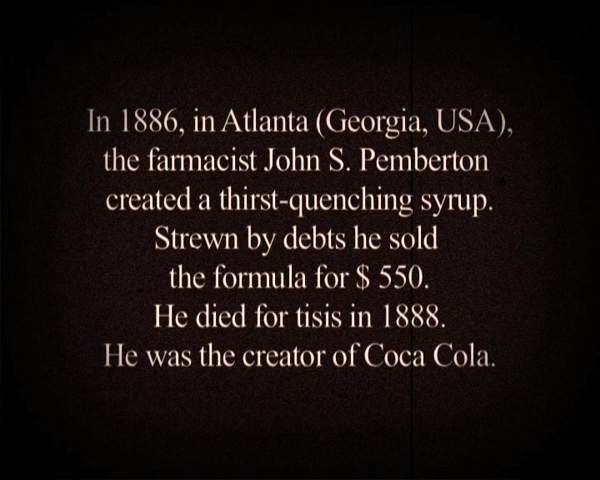 In 1886, in Atlanta (Georgia, USA),
the farmacist John S. Pemberton
created a thirst-quenching syrup.
Strewn by debts he sold
the formula for $ 550.
He died for tisis in 1888.
He was the creator of Coca Cola.